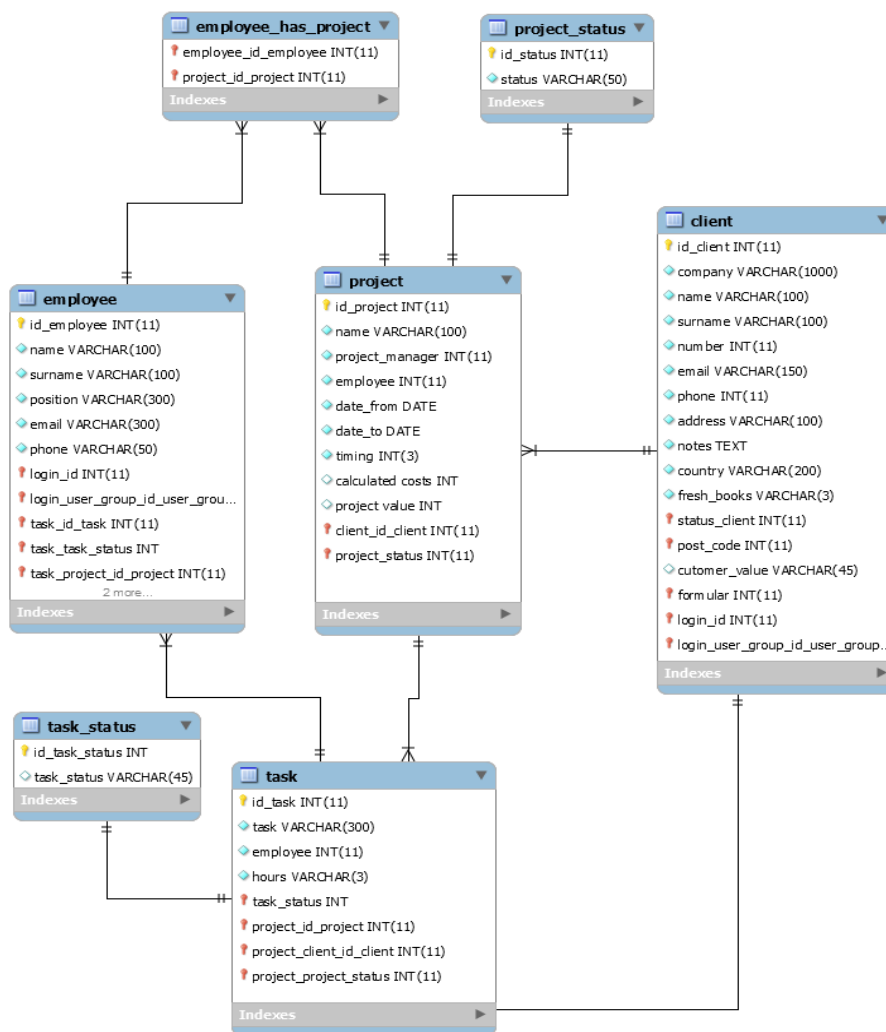 employee_has_project
employee_id_employee INT(11)
project_id_project INT(11)
Indexes
project_status
id_status INT(11)
status VARCHAR(50)
Indexes
client
id_client INT(11)
company VARCHAR(1000)
name VARCHAR(100)
surname VARCHAR(100)
number INT(11)
email VARCHAR(150)
phone INT(11)
address VARCHAR(100)
notes TEXT
country VARCHAR(200)
fresh_books VARCHAR(3)
status_client INT(11)
post_code INT(11)
cutomer_value VARCHAR(45)
formular INT(11)
login_id INT(11)
login_user_group_id_user_group...
Indexes
project
id_project INT(11)
name VARCHAR(100)
project_manager INT(11)
employee INT(11)
date_from DATE
date_to DATE
timing INT(3)
calculated costs INT
project value INT
client_id_client INT(11)
project_status INT(11)
Indexes
employee
id_employee INT(11)
name VARCHAR(100)
surname VARCHAR(100)
position VARCHAR(300)
email VARCHAR(300)
phone VARCHAR(50)
login_id INT(11)
login_user_group_id_user_grou...
task_id_task INT(11)
task_task_status INT
task_project_id_project INT(11)
2 more...
Indexes
task_status
id_task_status INT
task_status VARCHAR(45)
Indexes
task
id_task INT(11)
task VARCHAR(300)
employee INT(11)
hours VARCHAR(3)
task_status INT
project_id_project INT(11)
project_client_id_client INT(11)
project_project_status INT(11)
Indexes